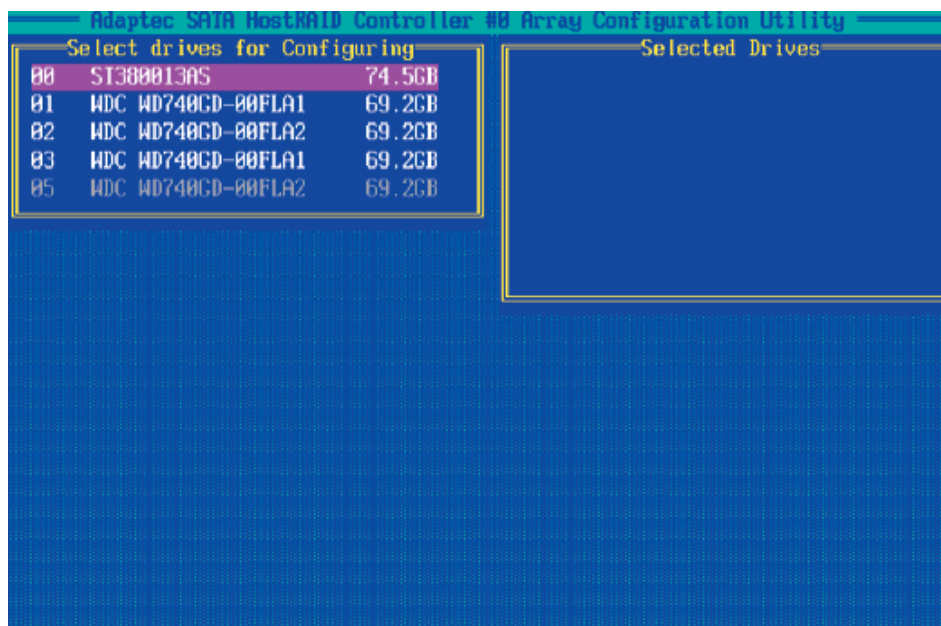 Adaptec SATA HostRAID Controller #0 Array Configuration Utility
Select drives for Configuring
00 ST380013AS 74.5GB
01 WDC WD740GD-00FLA1 69.2GB
02 WDC WD740GD-00FLA2 69.2GB
03 WDC WD740GD-00FLA1 69.2GB
05 WDC WD740GD-00FLA2 69.2GB
Selected Drives